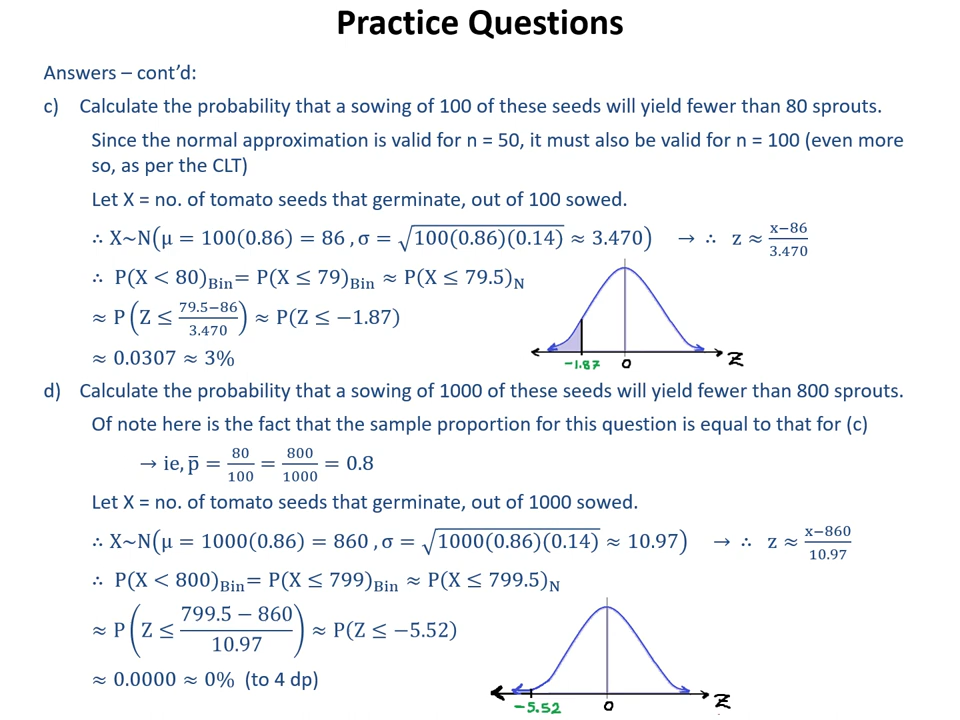 Practice Questions
Answers – cont'd:
c) Calculate the probability that a sowing of 100 of these seeds will yield fewer than 80 sprouts.
Since the normal approximation is valid for n = 50, it must also be valid for n = 100 (even more
so, as per the CLT)
Let X = no. of tomato seeds that germinate, out of 100 sowed.
∴ X~N(μ = 100(0.86) = 86 , σ = √(100(0.86)(0.14)) ≈ 3.470) → ∴ z ≈ (x−86)/3.470
∴ P(X < 80)Bin= P(X ≤ 79)Bin ≈ P(X ≤ 79.5)N
≈ P(Z ≤ (79.5−86)/3.470) ≈ P(Z ≤ −1.87)
≈ 0.0307 ≈ 3%
−1.87 0 Z
d) Calculate the probability that a sowing of 1000 of these seeds will yield fewer than 800 sprouts.
Of note here is the fact that the sample proportion for this question is equal to that for (c)
→ ie, p̄ = 80/100 = 800/1000 = 0.8
Let X = no. of tomato seeds that germinate, out of 1000 sowed.
∴ X~N(μ = 1000(0.86) = 860 , σ = √(1000(0.86)(0.14)) ≈ 10.97) → ∴ z ≈ (x−860)/10.97
∴ P(X < 800)Bin= P(X ≤ 799)Bin ≈ P(X ≤ 799.5)N
≈ P(Z ≤ (799.5 − 860)/10.97) ≈ P(Z ≤ −5.52)
≈ 0.0000 ≈ 0% (to 4 dp)
−5.52 0 Z